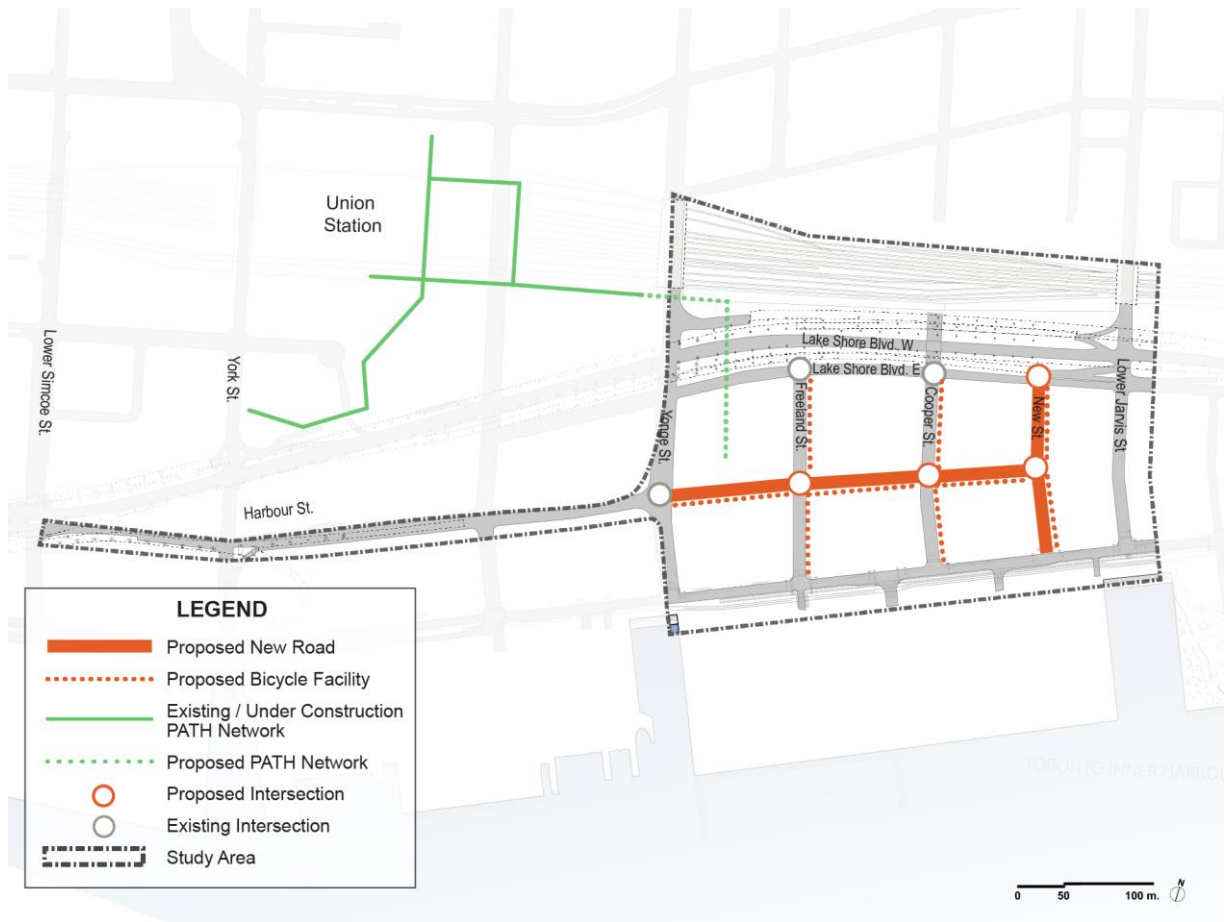 Union
Station
Lower Simcoe St.
York St.
Lake Shore Blvd. W.
Lake Shore Blvd. E
Yonge St.
Freeland St.
Cooper St.
New St.
Lower Jarvis St
Harbour St.
LEGEND
Proposed New Road
Proposed Bicycle Facility
Existing / Under Construction
PATH Network
Proposed PATH Network
Proposed Intersection
Existing Intersection
Study Area
TORONTO INNER HARBOU
N
0 50 100 m.